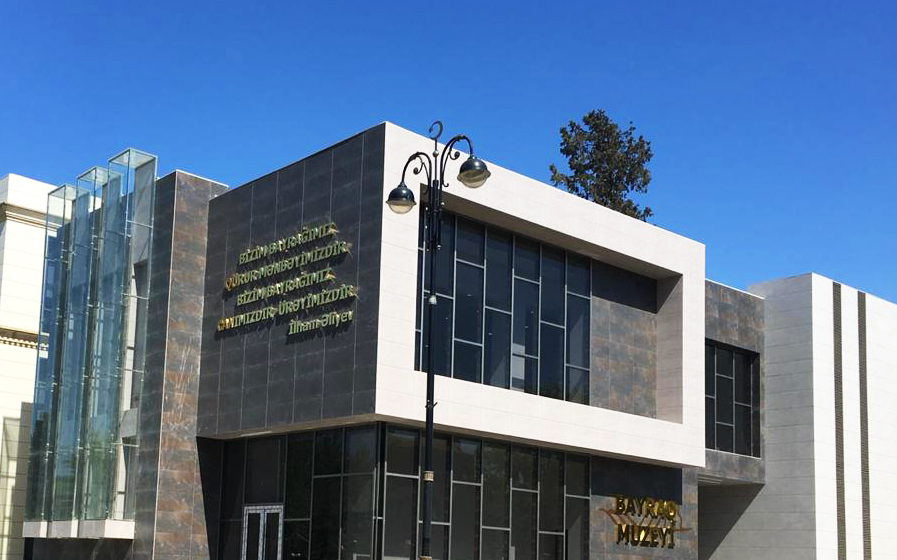 BİZİM BAYRAĞIMIZ
QÜRUR MƏNBƏYİMİZDİR.
BİZİM BAYRAĞIMIZ
CANIMIZDIR, ÜRƏYİMİZDİR.
İlham Əliyev
BAYRAQ
MUZEYİ